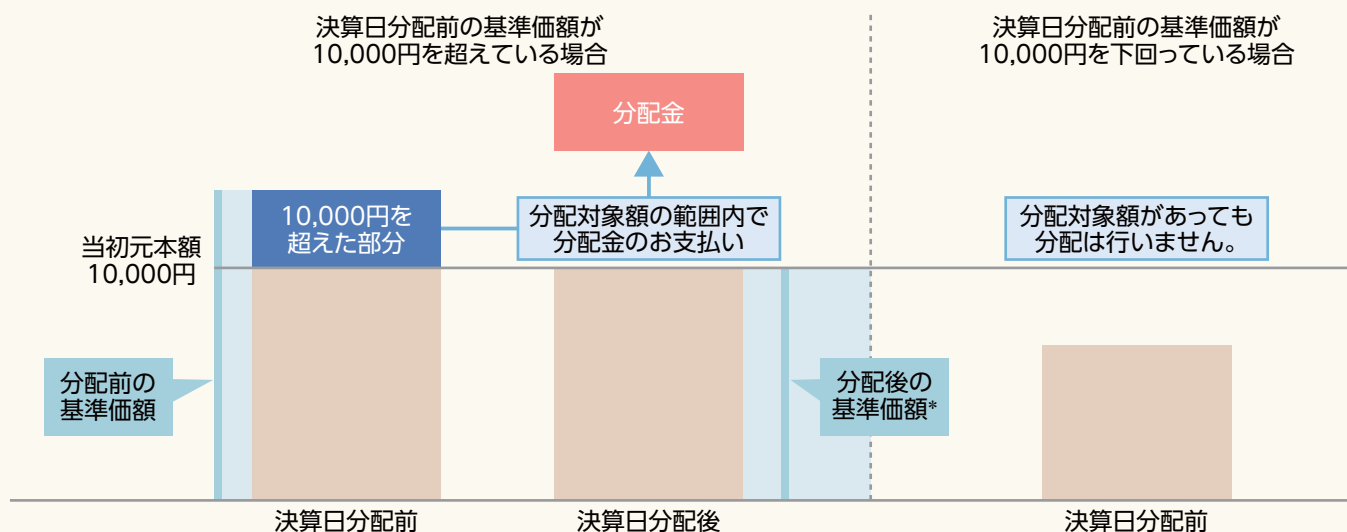 決算日分配前の基準価額が
10,000円を超えている場合
決算日分配前の基準価額が
10,000円を下回っている場合
分配金
10,000円を
超えた部分
分配対象額の範囲内で
分配金のお支払い
分配対象額があっても
分配は行いません。
当初元本額
10,000円
分配前の
基準価額
分配後の
基準価額*
決算日分配前
決算日分配後
決算日分配前